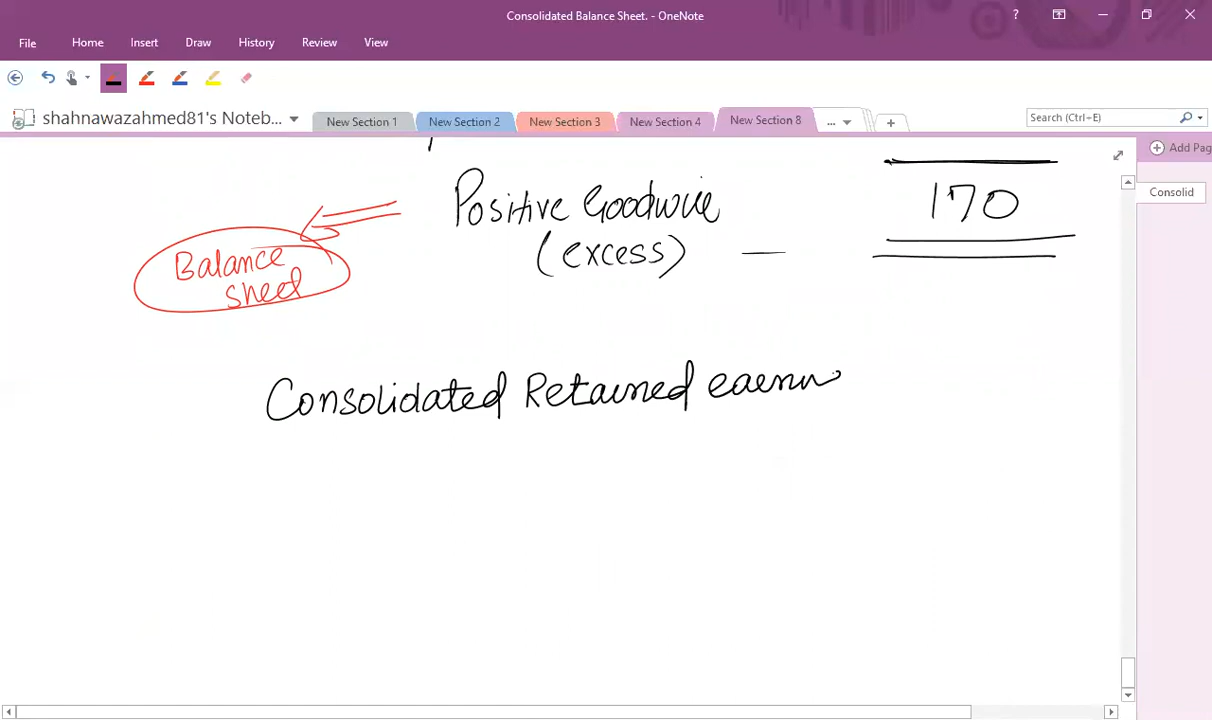 Consolidated Balance Sheet. - OneNote
?
File Home Insert Draw History Review View
shahnawazahmed81's Noteb... New Section 1 New Section 2 New Section 3 New Section 4 New Section 8 ... + Search (Ctrl+E)
Add Pag
Consolid
Positive Goodwill 170
(excess) —
Balance
sheet
Consolidated Retained earnin